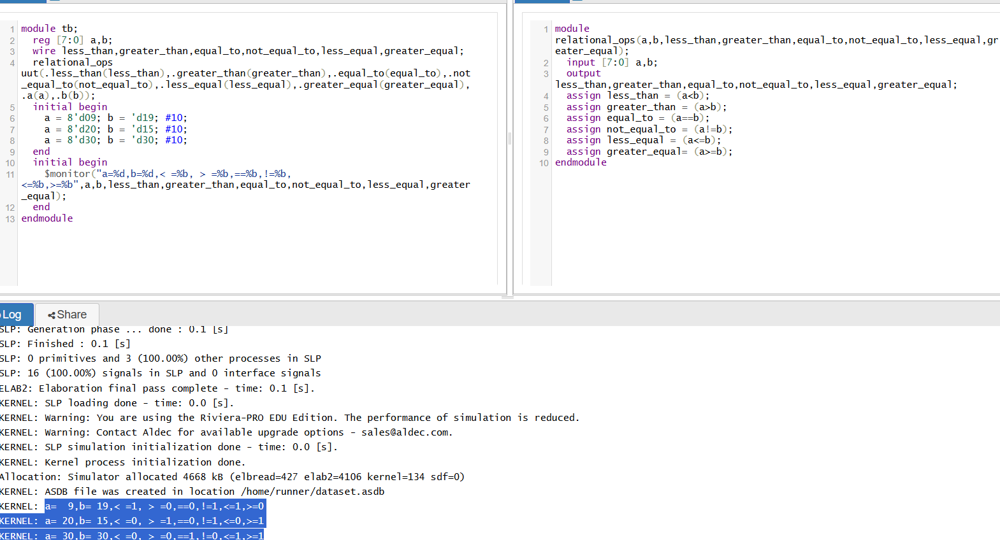 1 module tb;
2 reg [7:0] a,b;
3 wire less_than,greater_than,equal_to,not_equal_to,less_equal,greater_equal;
4 relational_ops
uut(.less_than(less_than),.greater_than(greater_than),.equal_to(equal_to),.not
_equal_to(not_equal_to),.less_equal(less_equal),.greater_equal(greater_equal),
.a(a),.b(b));
5 initial begin
6 a = 8'd09; b = 'd19; #10;
7 a = 8'd20; b = 'd15; #10;
8 a = 8'd30; b = 'd30; #10;
9 end
10 initial begin
11 $monitor("a=%d,b=%d,< =%b, > =%b,==%b,!=%b,
<=%b,>=%b",a,b,less_than,greater_than,equal_to,not_equal_to,less_equal,greater
_equal);
12 end
13 endmodule
1 module
relational_ops(a,b,less_than,greater_than,equal_to,not_equal_to,less_equal,gr
eater_equal);
2 input [7:0] a,b;
3 output
less_than,greater_than,equal_to,not_equal_to,less_equal,greater_equal;
4 assign less_than = (a<b);
5 assign greater_than = (a>b);
6 assign equal_to = (a==b);
7 assign not_equal_to = (a!=b);
8 assign less_equal = (a<=b);
9 assign greater_equal= (a>=b);
10 endmodule
Log
Share
SLP: Generation phase ... done : 0.1 [s]
SLP: Finished : 0.1 [s]
SLP: 0 primitives and 3 (100.00%) other processes in SLP
SLP: 16 (100.00%) signals in SLP and 0 interface signals
ELAB2: Elaboration final pass complete - time: 0.1 [s].
KERNEL: SLP loading done - time: 0.0 [s].
KERNEL: Warning: You are using the Riviera-PRO EDU Edition. The performance of simulation is reduced.
KERNEL: Warning: Contact Aldec for available upgrade options - sales@aldec.com.
KERNEL: SLP simulation initialization done - time: 0.0 [s].
KERNEL: Kernel process initialization done.
Allocation: Simulator allocated 4668 kB (elbread=427 elab2=4106 kernel=134 sdf=0)
KERNEL: ASDB file was created in location /home/runner/dataset.asdb
KERNEL: a=  9,b= 19,< =1, > =0,==0,!=1,<=1,>=0
KERNEL: a= 20,b= 15,< =0, > =1,==0,!=1,<=0,>=1
KERNEL: a= 30,b= 30,< =0, > =0,==1,!=0,<=1,>=1